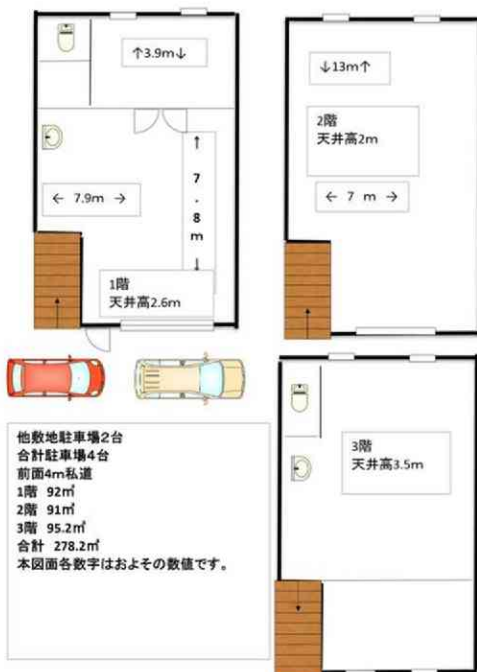 ↑3.9m↓
← 7.9m →
↑
7
.
8
m
↓
1階
天井高2.6m
↓13m↑
2階
天井高2m
← 7 m →
3階
天井高3.5m
他敷地駐車場2台
合計駐車場4台
前面4m私道
1階 92㎡
2階 91㎡
3階 95.2㎡
合計 278.2㎡
本図面各数字はおよその数値です。